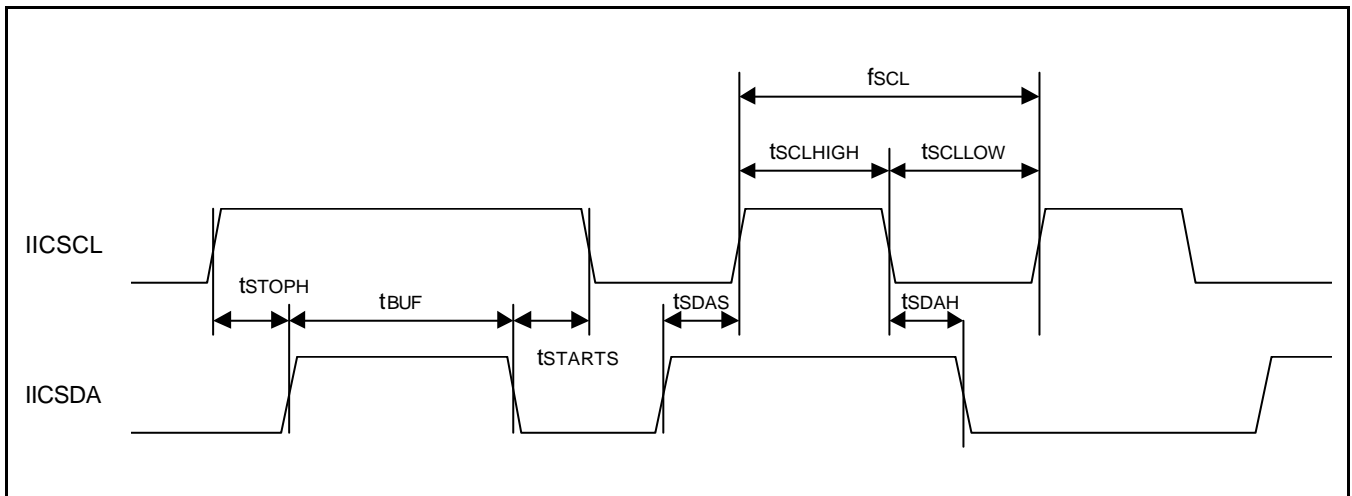 fSCL
tSCLHIGH
tSCLLOW
IICSCL
tSTOPH
tBUF
tSDAS
tSDAH
tSTARTS
IICSDA